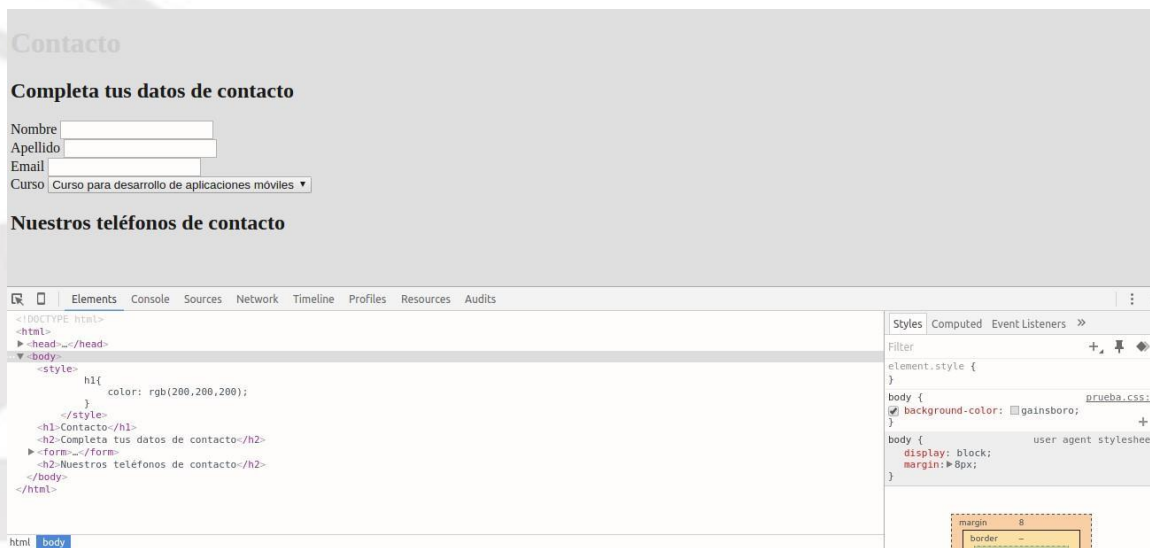 Contacto
Completa tus datos de contacto
Nombre
Apellido
Email
Curso Curso para desarrollo de aplicaciones móviles ▼
Nuestros teléfonos de contacto
Elements Console Sources Network Timeline Profiles Resources Audits
<!DOCTYPE html>
<html>
▶ <head>…</head>
▼ <body>
<style>
h1{
color: rgb(200,200,200);
}
</style>
<h1>Contacto</h1>
<h2>Completa tus datos de contacto</h2>
▶ <form>…</form>
<h2>Nuestros teléfonos de contacto</h2>
</body>
</html>
html body
Styles Computed Event Listeners »
Filter
element.style {
}
body { prueba.css:
background-color: gainsboro;
}
body { user agent styleshee
display: block;
margin:▶8px;
}
margin 8
border –